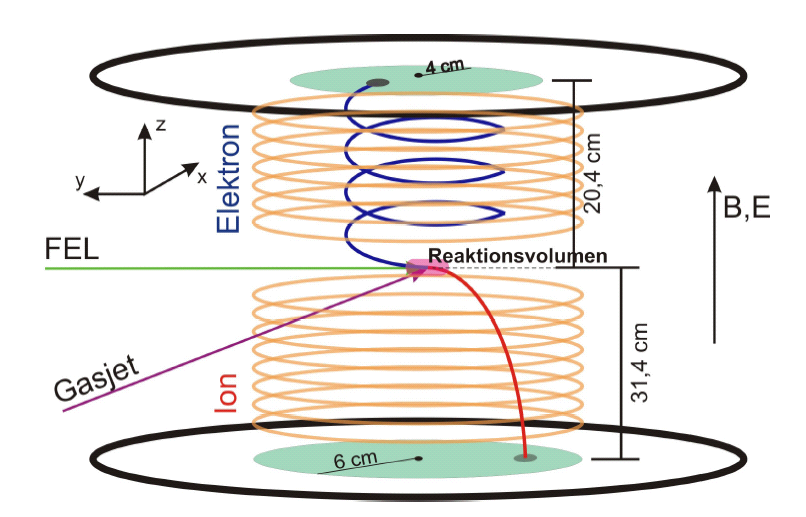 4 cm
z
x
y
Elektron
20,4 cm
B,E
FEL
Reaktionsvolumen
Gasjet
Ion
31,4 cm
6 cm